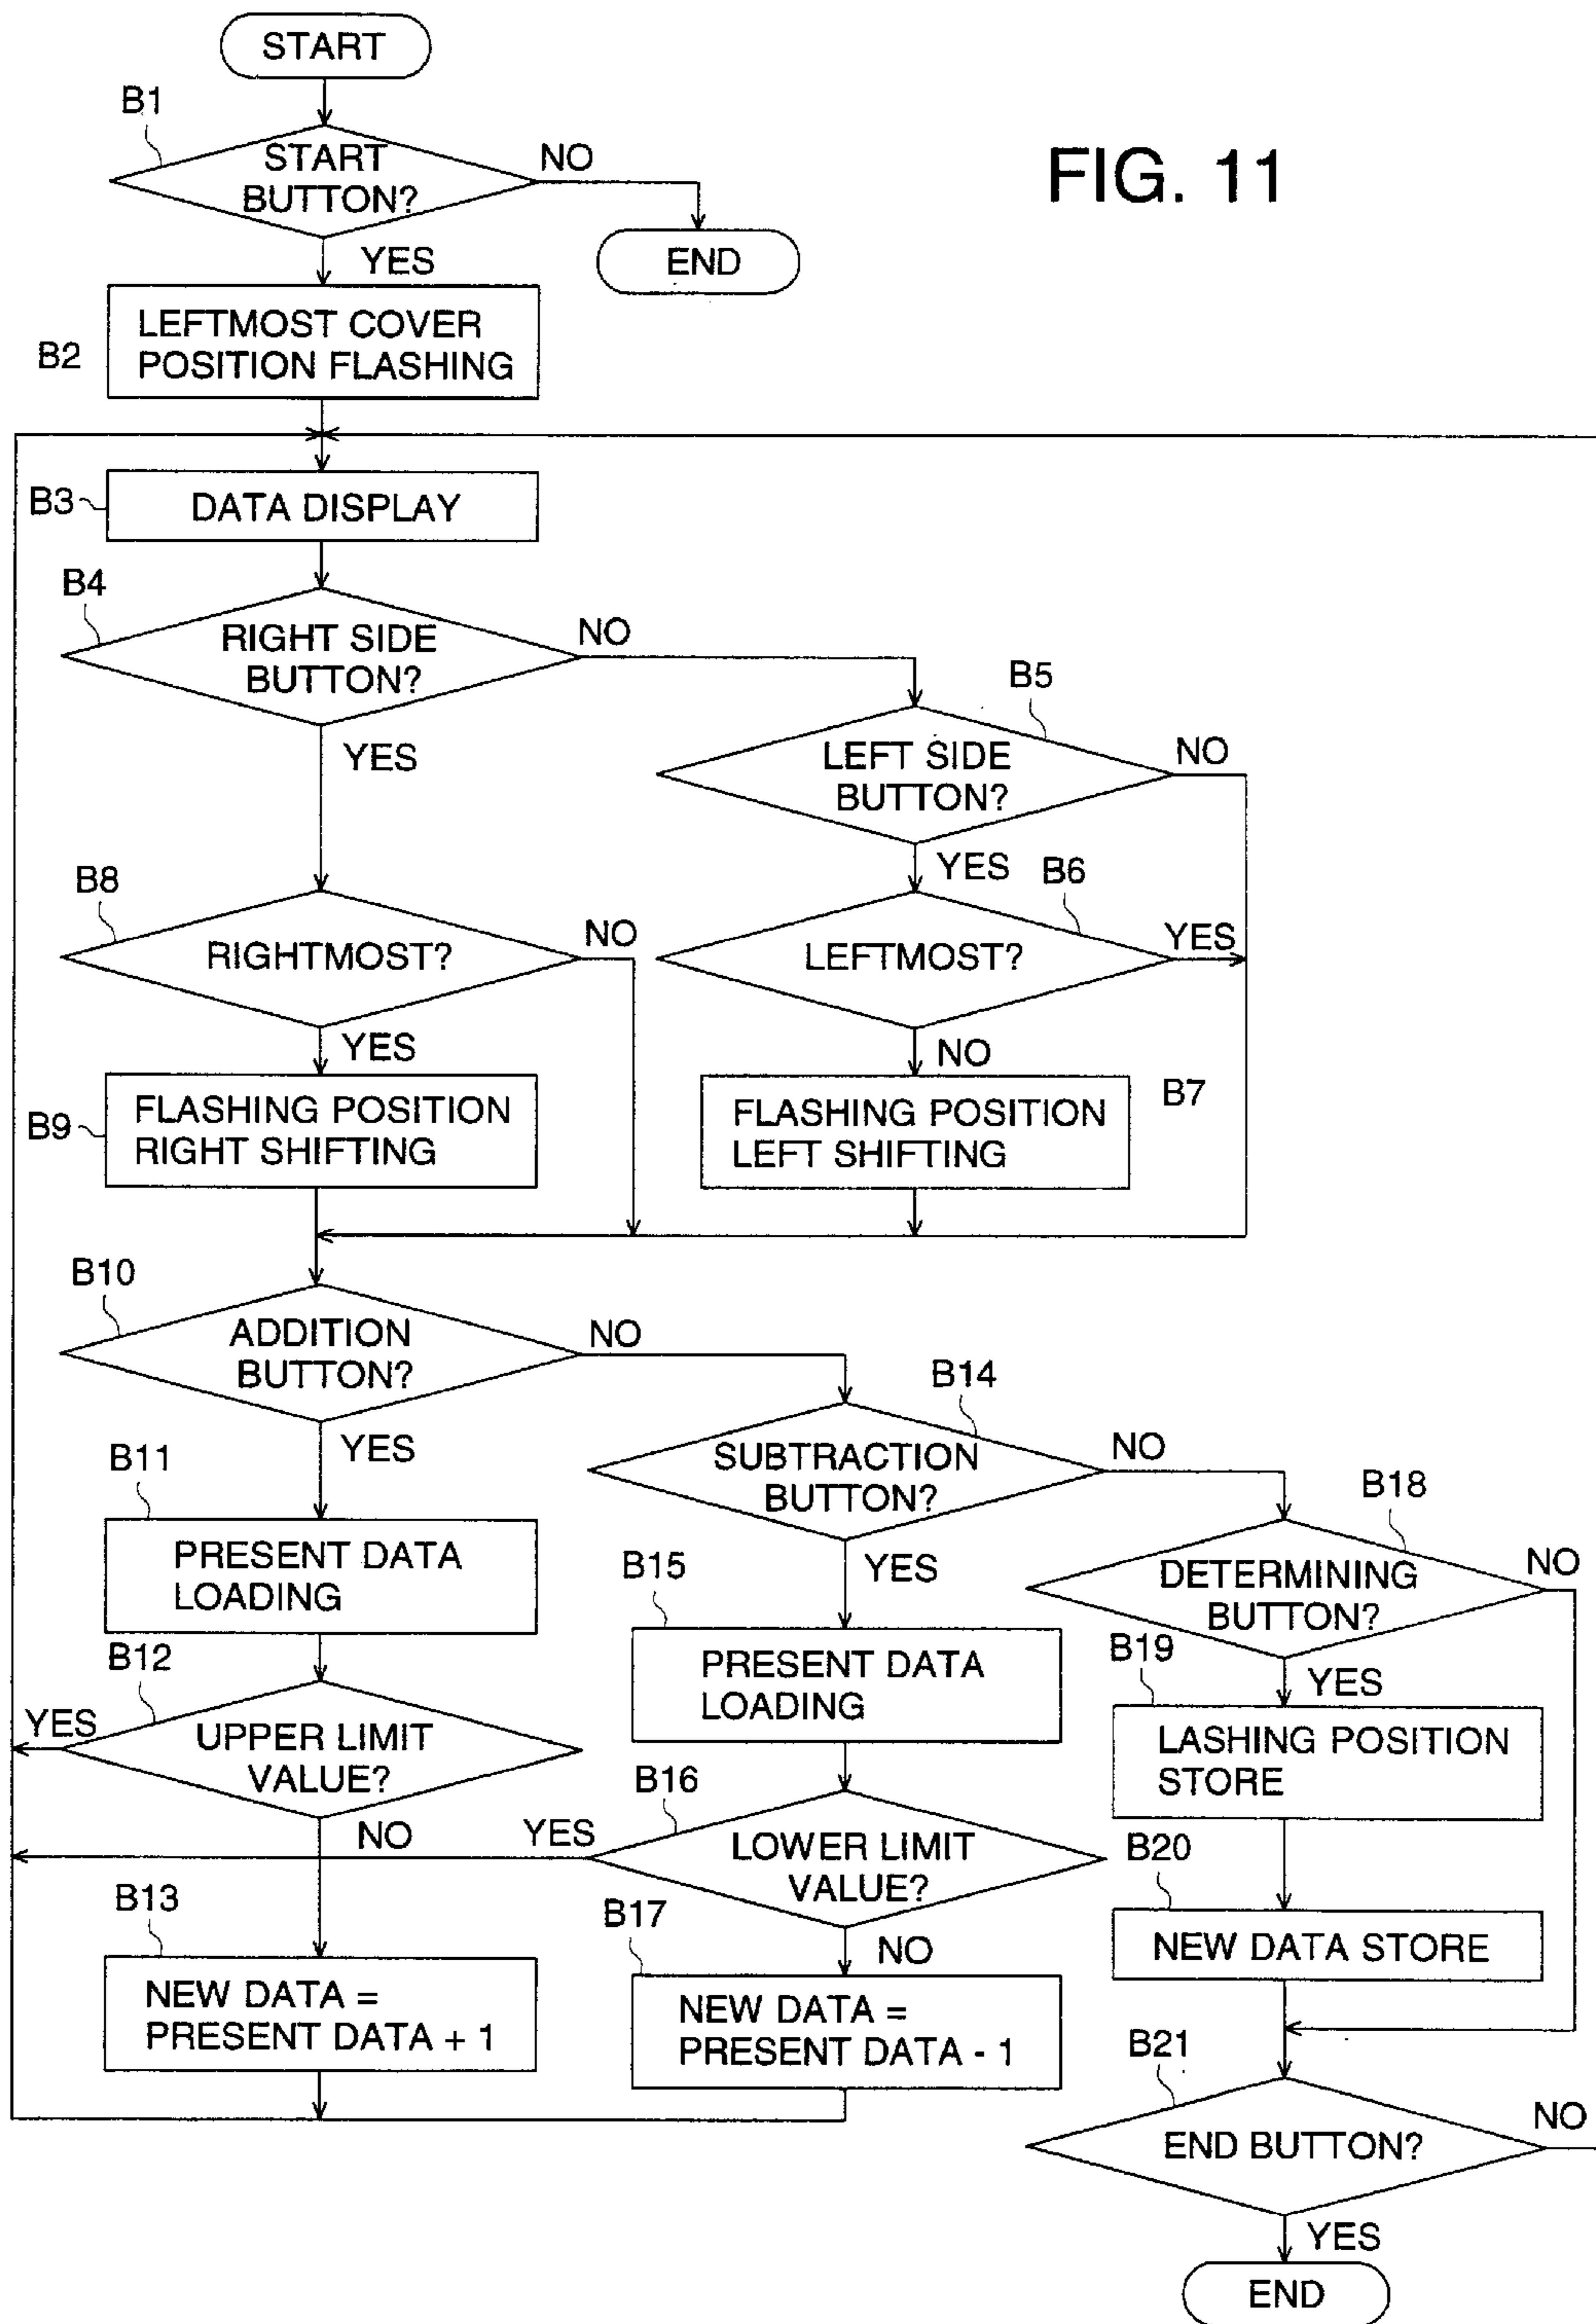 START
B1
START
BUTTON?
NO
FIG. 11
END
YES
B2
LEFTMOST COVER
POSITION FLASHING
B3
DATA DISPLAY
B4
RIGHT SIDE
BUTTON?
NO
YES
B5
LEFT SIDE
BUTTON?
NO
YES
B8
RIGHTMOST?
NO
YES
B6
LEFTMOST?
YES
NO
B9
FLASHING POSITION
RIGHT SHIFTING
B7
FLASHING POSITION
LEFT SHIFTING
B10
ADDITION
BUTTON?
NO
YES
B11
PRESENT DATA
LOADING
B12
YES
UPPER LIMIT
VALUE?
NO
B13
NEW DATA =
PRESENT DATA + 1
B14
SUBTRACTION
BUTTON?
NO
YES
B15
PRESENT DATA
LOADING
B16
YES
LOWER LIMIT
VALUE?
NO
B17
NEW DATA =
PRESENT DATA - 1
B18
DETERMINING
BUTTON?
NO
YES
B19
LASHING POSITION
STORE
B20
NEW DATA STORE
B21
END BUTTON?
NO
YES
END